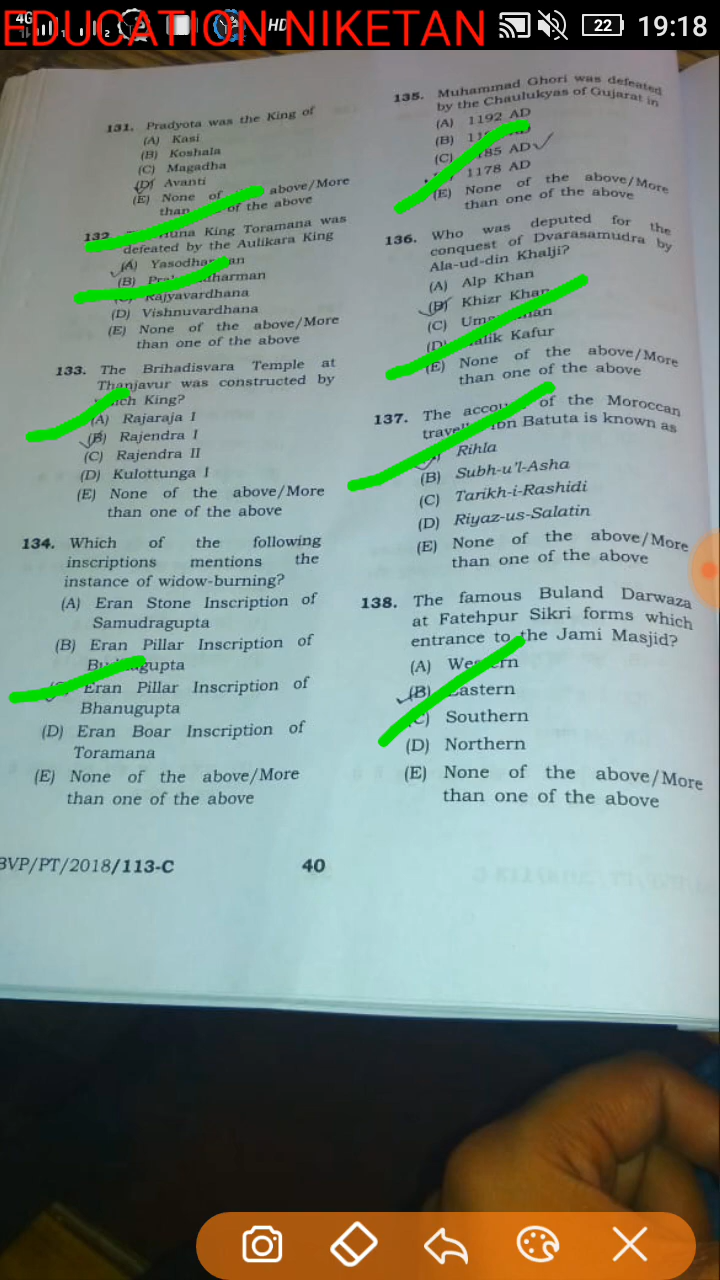 4G
2
HD
22
19:18
EDUCATION NIKETAN
131. Pradyota was the King of
(A) Kasi
(B) Koshala
(C) Magadha
(D) Avanti
(E) None of above/More
than of the above
132. Huna King Toramana was
defeated by the Aulikara King
(A)
(B)
(C) Rajyavardhana
(D) Vishnuvardhana
(E) None of the above/More
than one of the above
133. The Brihadisvara Temple at
Thanjavur was constructed by
which King?
(A) Rajaraja I
(B) Rajendra I
(C) Rajendra II
(D) Kulottunga I
(E) None of the above/More
than one of the above
134. Which of the following
inscriptions mentions the
instance of widow-burning?
(A) Eran Stone Inscription of
Samudragupta
(B) Eran Pillar Inscription of
Eran Pillar Inscription of
Bhanugupta
(D) Eran Boar Inscription of
Toramana
(E) None of the above/More
than one of the above
BVP/PT/2018/113-C
40
135. Muhammad Ghori was defeated
by the Chaulukyas of Gujarat in
(A) 1192 AD
(B)
(C) AD
1178 AD
(E) None of the above/More
than one of the above
136. Who was deputed for the
conquest of Dvarasamudra by
Ala-ud-din Khalji?
(A) Alp Khan
(B) Khizr Khan
(C)
(D) Malik Kafur
(E) None of the above/More
than one of the above
137. The account of the Moroccan
traveller Ibn Batuta is known as
Rihla
(B) Subh-u'l-Asha
(C) Tarikh-i-Rashidi
(D) Riyaz-us-Salatin
(E) None of the above/More
than one of the above
138. The famous Buland Darwaza
at Fatehpur Sikri forms which
entrance to the Jami Masjid?
(A) Western
(B) Eastern
(C) Southern
(D) Northern
(E) None of the above/More
than one of the above